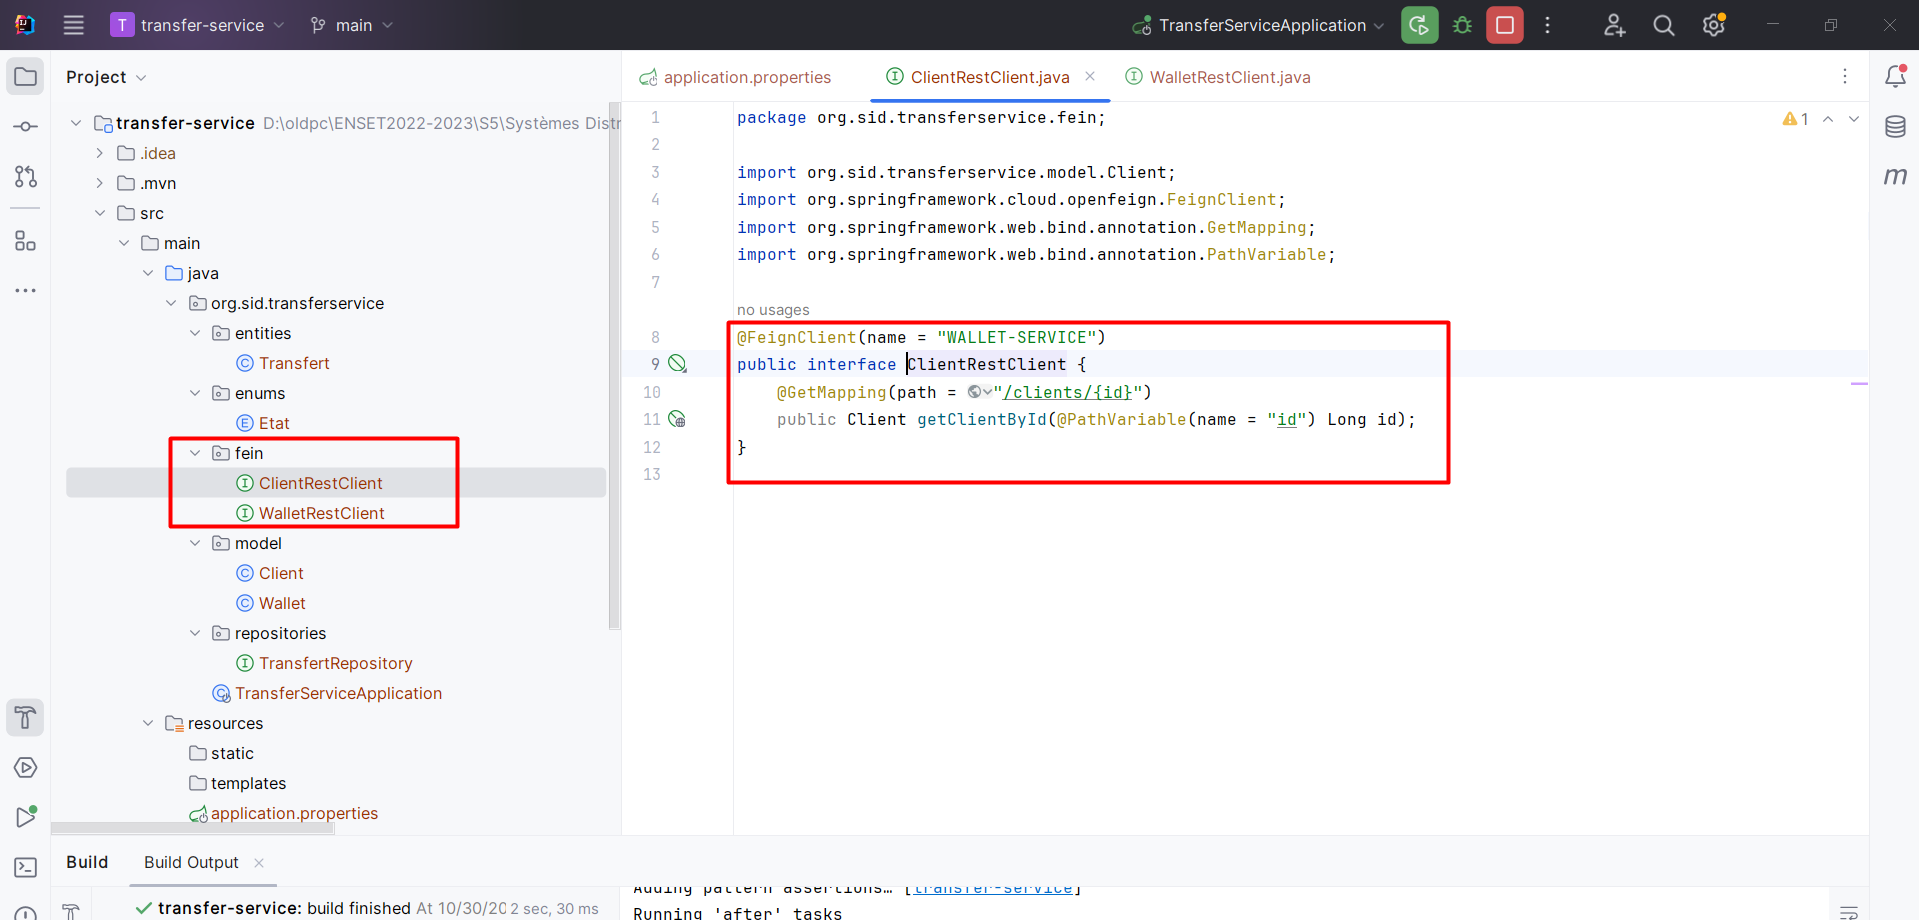 T transfer-service main TransferServiceApplication
Project
transfer-service D:\oldpc\ENSET2022-2023\S5\Systèmes Distr
.idea
.mvn
src
main
java
org.sid.transferservice
entities
Transfert
enums
Etat
fein
ClientRestClient
WalletRestClient
model
Client
Wallet
repositories
TransfertRepository
TransferServiceApplication
resources
static
templates
application.properties
application.properties ClientRestClient.java WalletRestClient.java
1 package org.sid.transferservice.fein;
1
2
3 import org.sid.transferservice.model.Client;
4 import org.springframework.cloud.openfeign.FeignClient;
5 import org.springframework.web.bind.annotation.GetMapping;
6 import org.springframework.web.bind.annotation.PathVariable;
7
no usages
8 @FeignClient(name = "WALLET-SERVICE")
9 public interface ClientRestClient {
10 @GetMapping(path = "/clients/{id}")
11 public Client getClientById(@PathVariable(name = "id") Long id);
12 }
13
m
Build Build Output
transfer-service: build finished At 10/30/20 2 sec, 30 ms
Adding pattern assertions… [transfer-service]
Running 'after' tasks